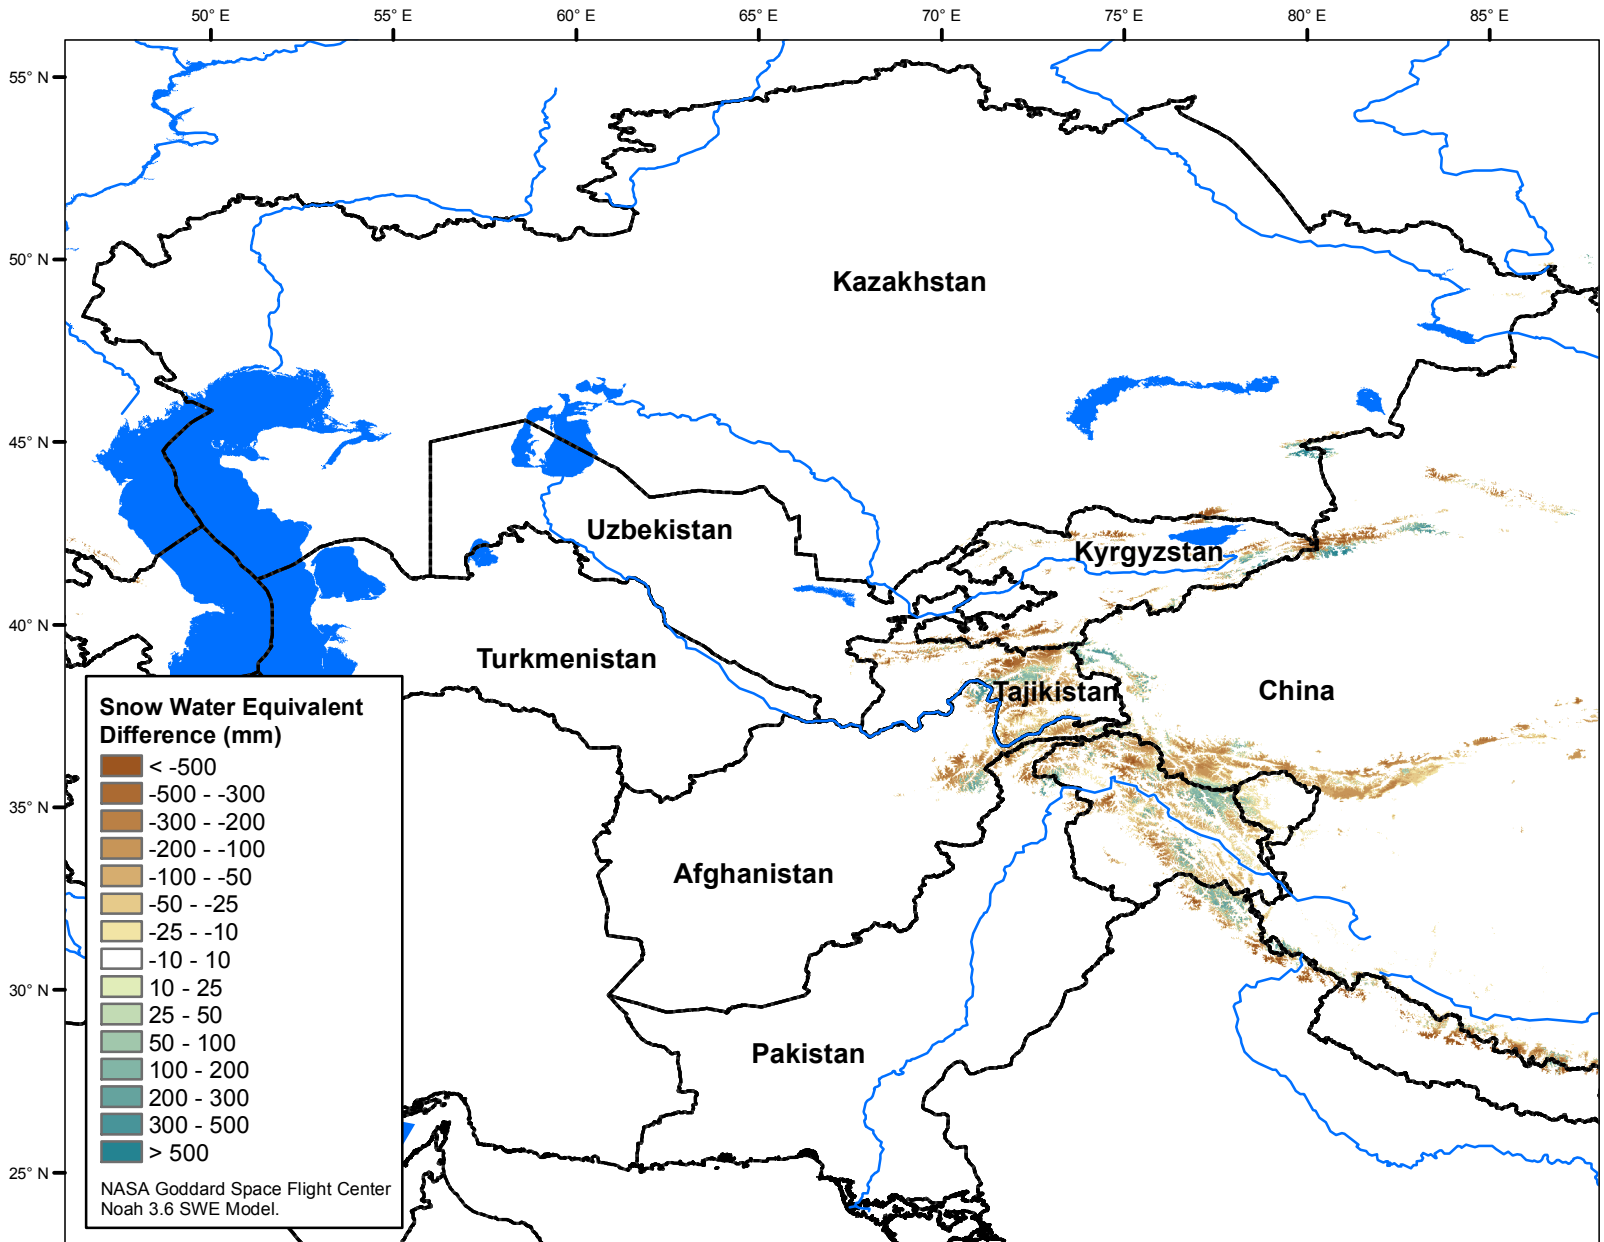 50° E 55° E 60° E 65° E 70° E 75° E 80° E 85° E
55° N
50° N
45° N
40° N
35° N
30° N
25° N
Kazakhstan
Uzbekistan
Kyrgyzstan
Turkmenistan
Tajikistan
China
Afghanistan
Pakistan
Snow Water Equivalent
Difference (mm)
< -500
-500 - -300
-300 - -200
-200 - -100
-100 - -50
-50 - -25
-25 - -10
-10 - 10
10 - 25
25 - 50
50 - 100
100 - 200
200 - 300
300 - 500
> 500
NASA Goddard Space Flight Center
Noah 3.6 SWE Model.